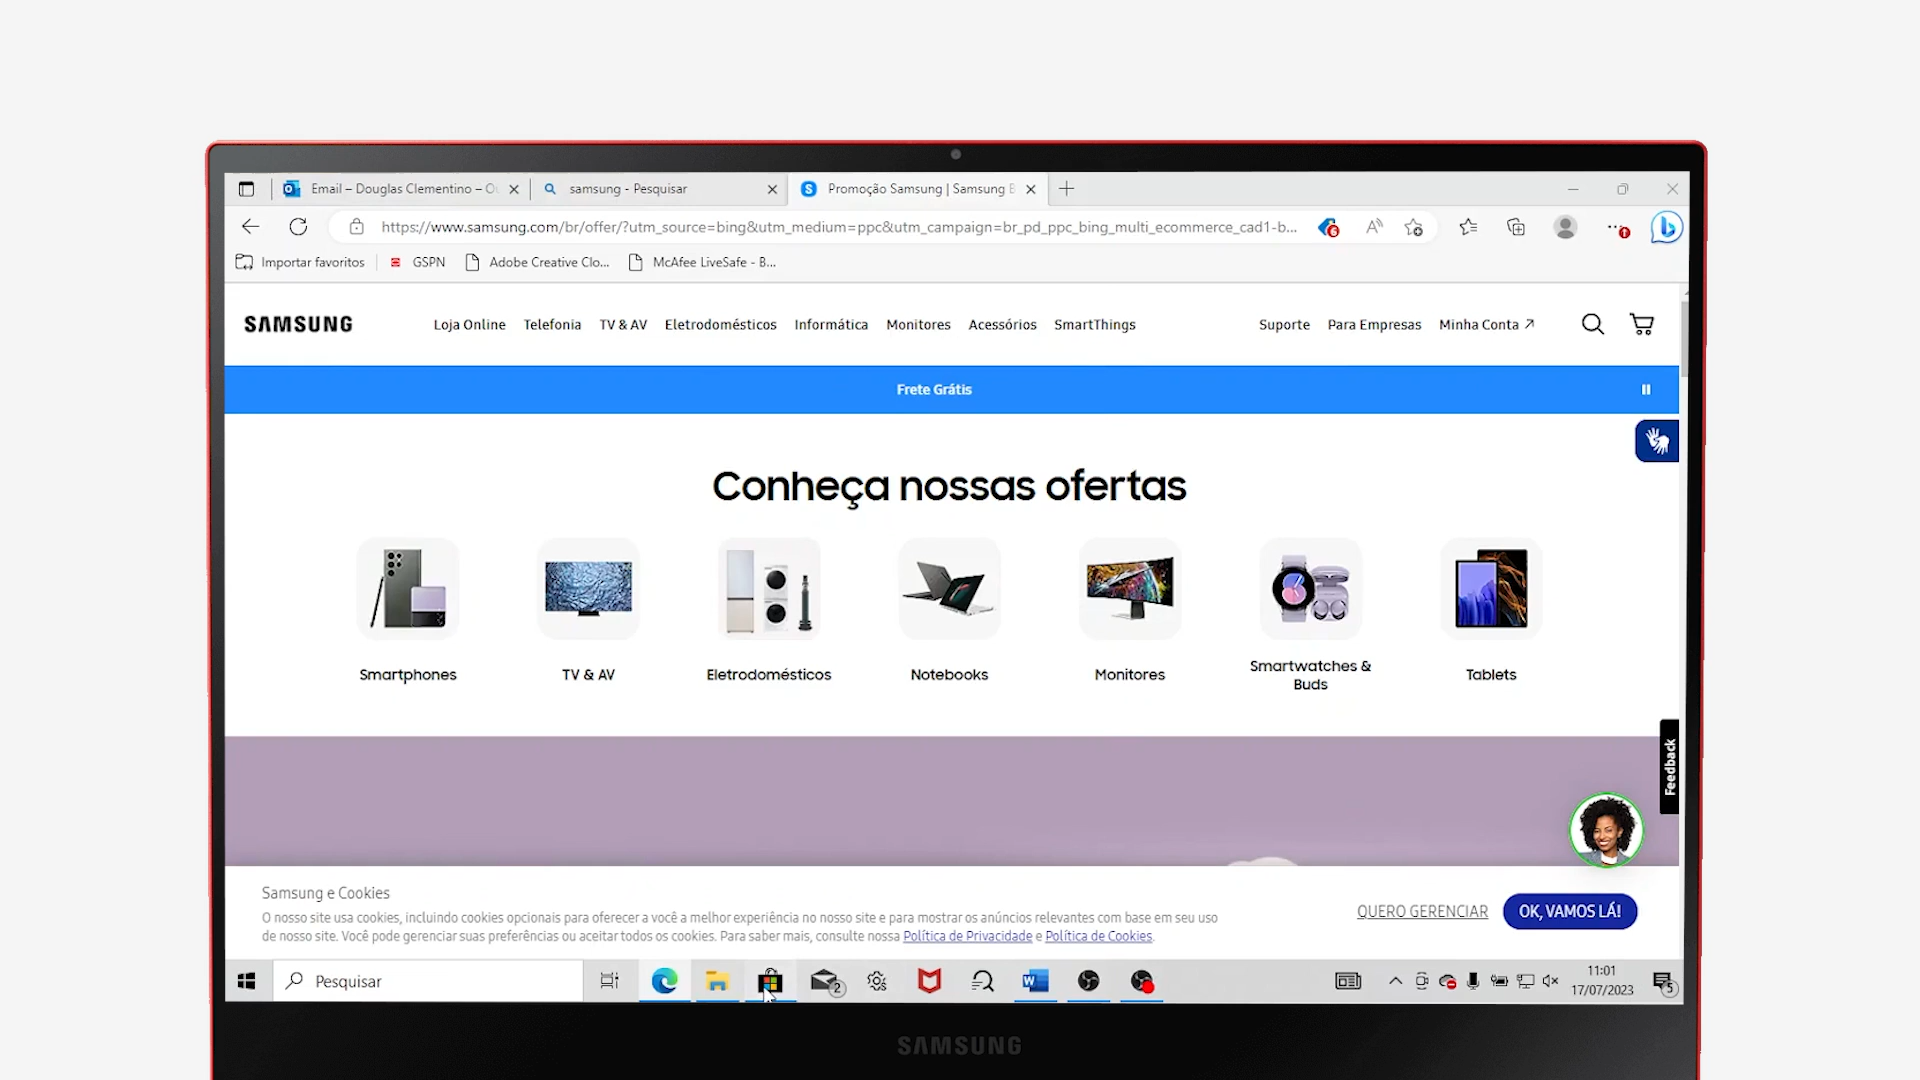 Email – Douglas Clementino – Ou
samsung - Pesquisar
Promoção Samsung | Samsung B
https://www.samsung.com/br/offer/?utm_source=bing&utm_medium=ppc&utm_campaign=br_pd_ppc_bing_multi_ecommerce_cad1-b...
6
Importar favoritos
GSPN
Adobe Creative Clo...
McAfee LiveSafe - B...
SAMSUNG
Loja Online
Telefonia
TV & AV
Eletrodomésticos
Informática
Monitores
Acessórios
SmartThings
Suporte
Para Empresas
Minha Conta ↗
Frete Grátis
Conheça nossas ofertas
Smartphones
TV & AV
Eletrodomésticos
Notebooks
Monitores
Smartwatches &
Buds
Tablets
Feedback
Samsung e Cookies
O nosso site usa cookies, incluindo cookies opcionais para oferecer a você a melhor experiência no nosso site e para mostrar os anúncios relevantes com base em seu uso
de nosso site. Você pode gerenciar suas preferências ou aceitar todos os cookies. Para saber mais, consulte nossa Política de Privacidade e Política de Cookies.
QUERO GERENCIAR
OK, VAMOS LÁ!
Pesquisar
2
11:01
17/07/2023
5
SAMSUNG